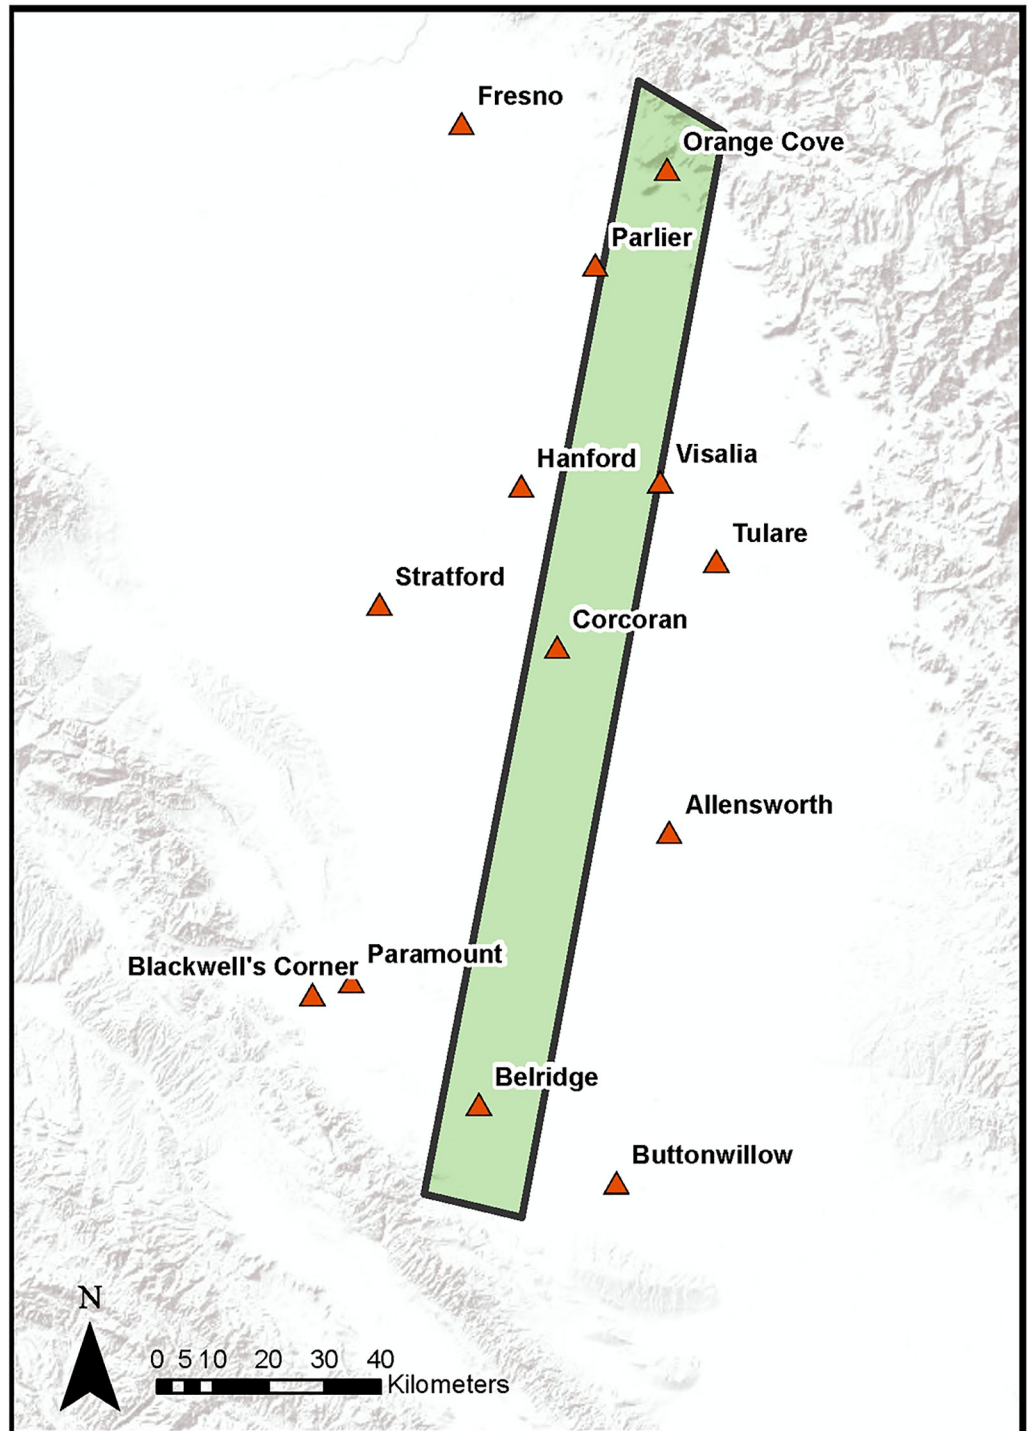 Fresno
Orange Cove
Parlier
Hanford
Visalia
Tulare
Stratford
Corcoran
Allensworth
Paramount
Blackwell's Corner
Belridge
Buttonwillow
N
0 5 10 20 30 40
Kilometers